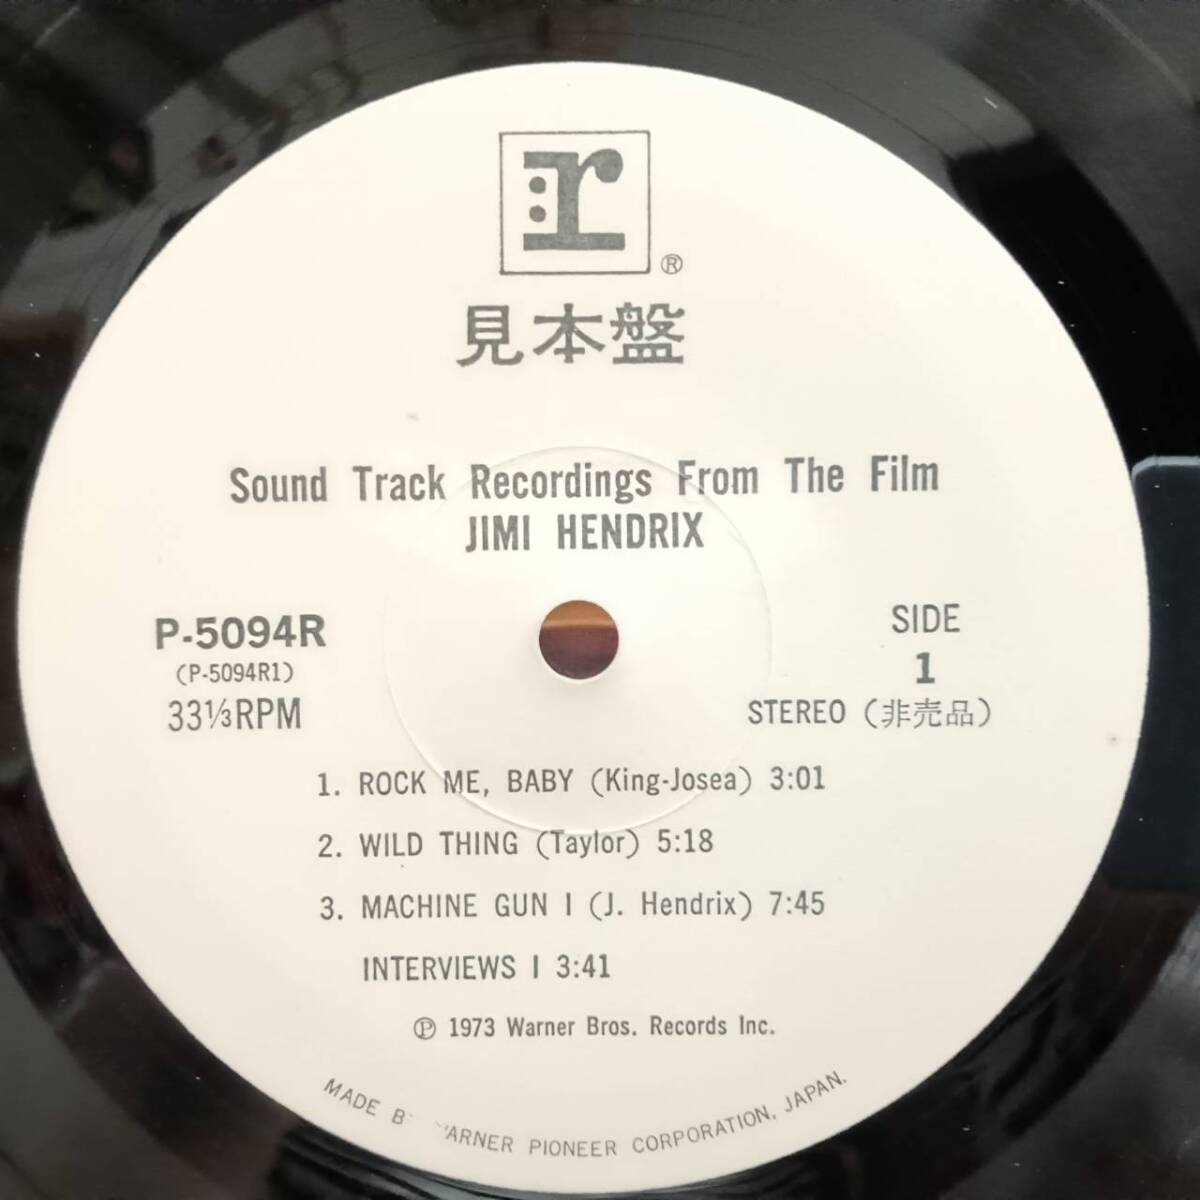 r
®
見本盤
Sound Track Recordings From The Film
JIMI HENDRIX
P-5094R
(P-5094R1)
33⅓RPM
SIDE
1
STEREO (非売品)
1. ROCK ME, BABY (King-Josea) 3:01
2. WILD THING (Taylor) 5:18
3. MACHINE GUN I (J. Hendrix) 7:45
INTERVIEWS I 3:41
℗ 1973 Warner Bros. Records Inc.
MADE B ARNER PIONEER CORPORATION, JAPAN.